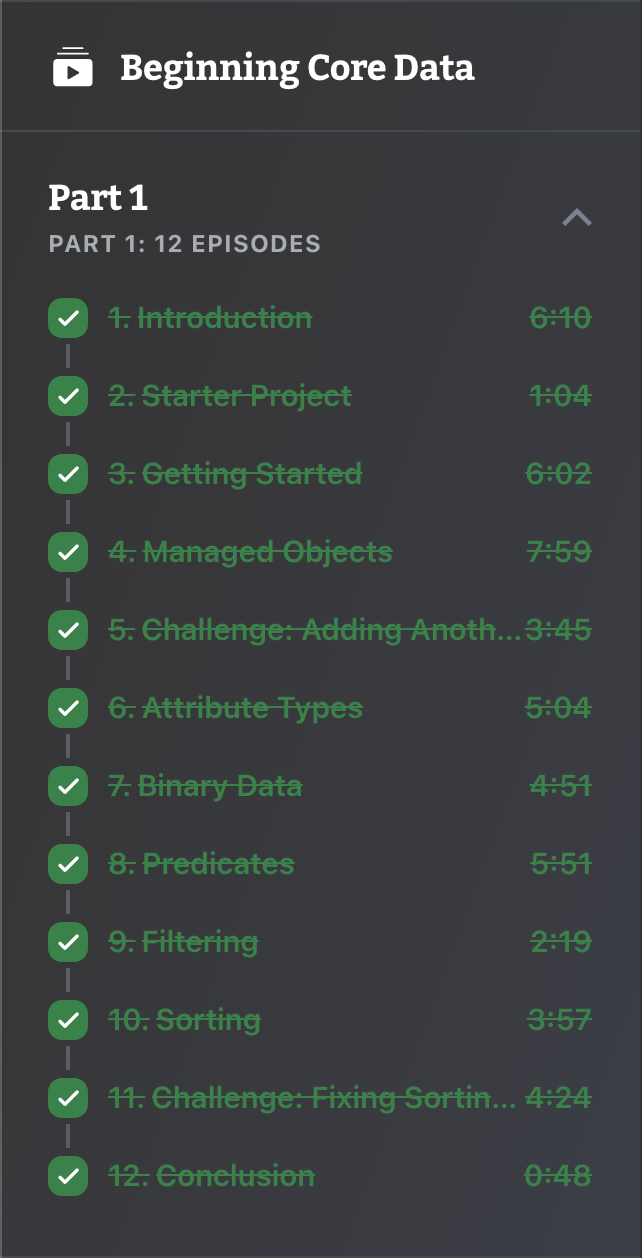 Beginning Core Data
Part 1
PART 1: 12 EPISODES
1. Introduction 6:10
2. Starter Project 1:04
3. Getting Started 6:02
4. Managed Objects 7:59
5. Challenge: Adding Anoth... 3:45
6. Attribute Types 5:04
7. Binary Data 4:51
8. Predicates 5:51
9. Filtering 2:19
10. Sorting 3:57
11. Challenge: Fixing Sortin... 4:24
12. Conclusion 0:48